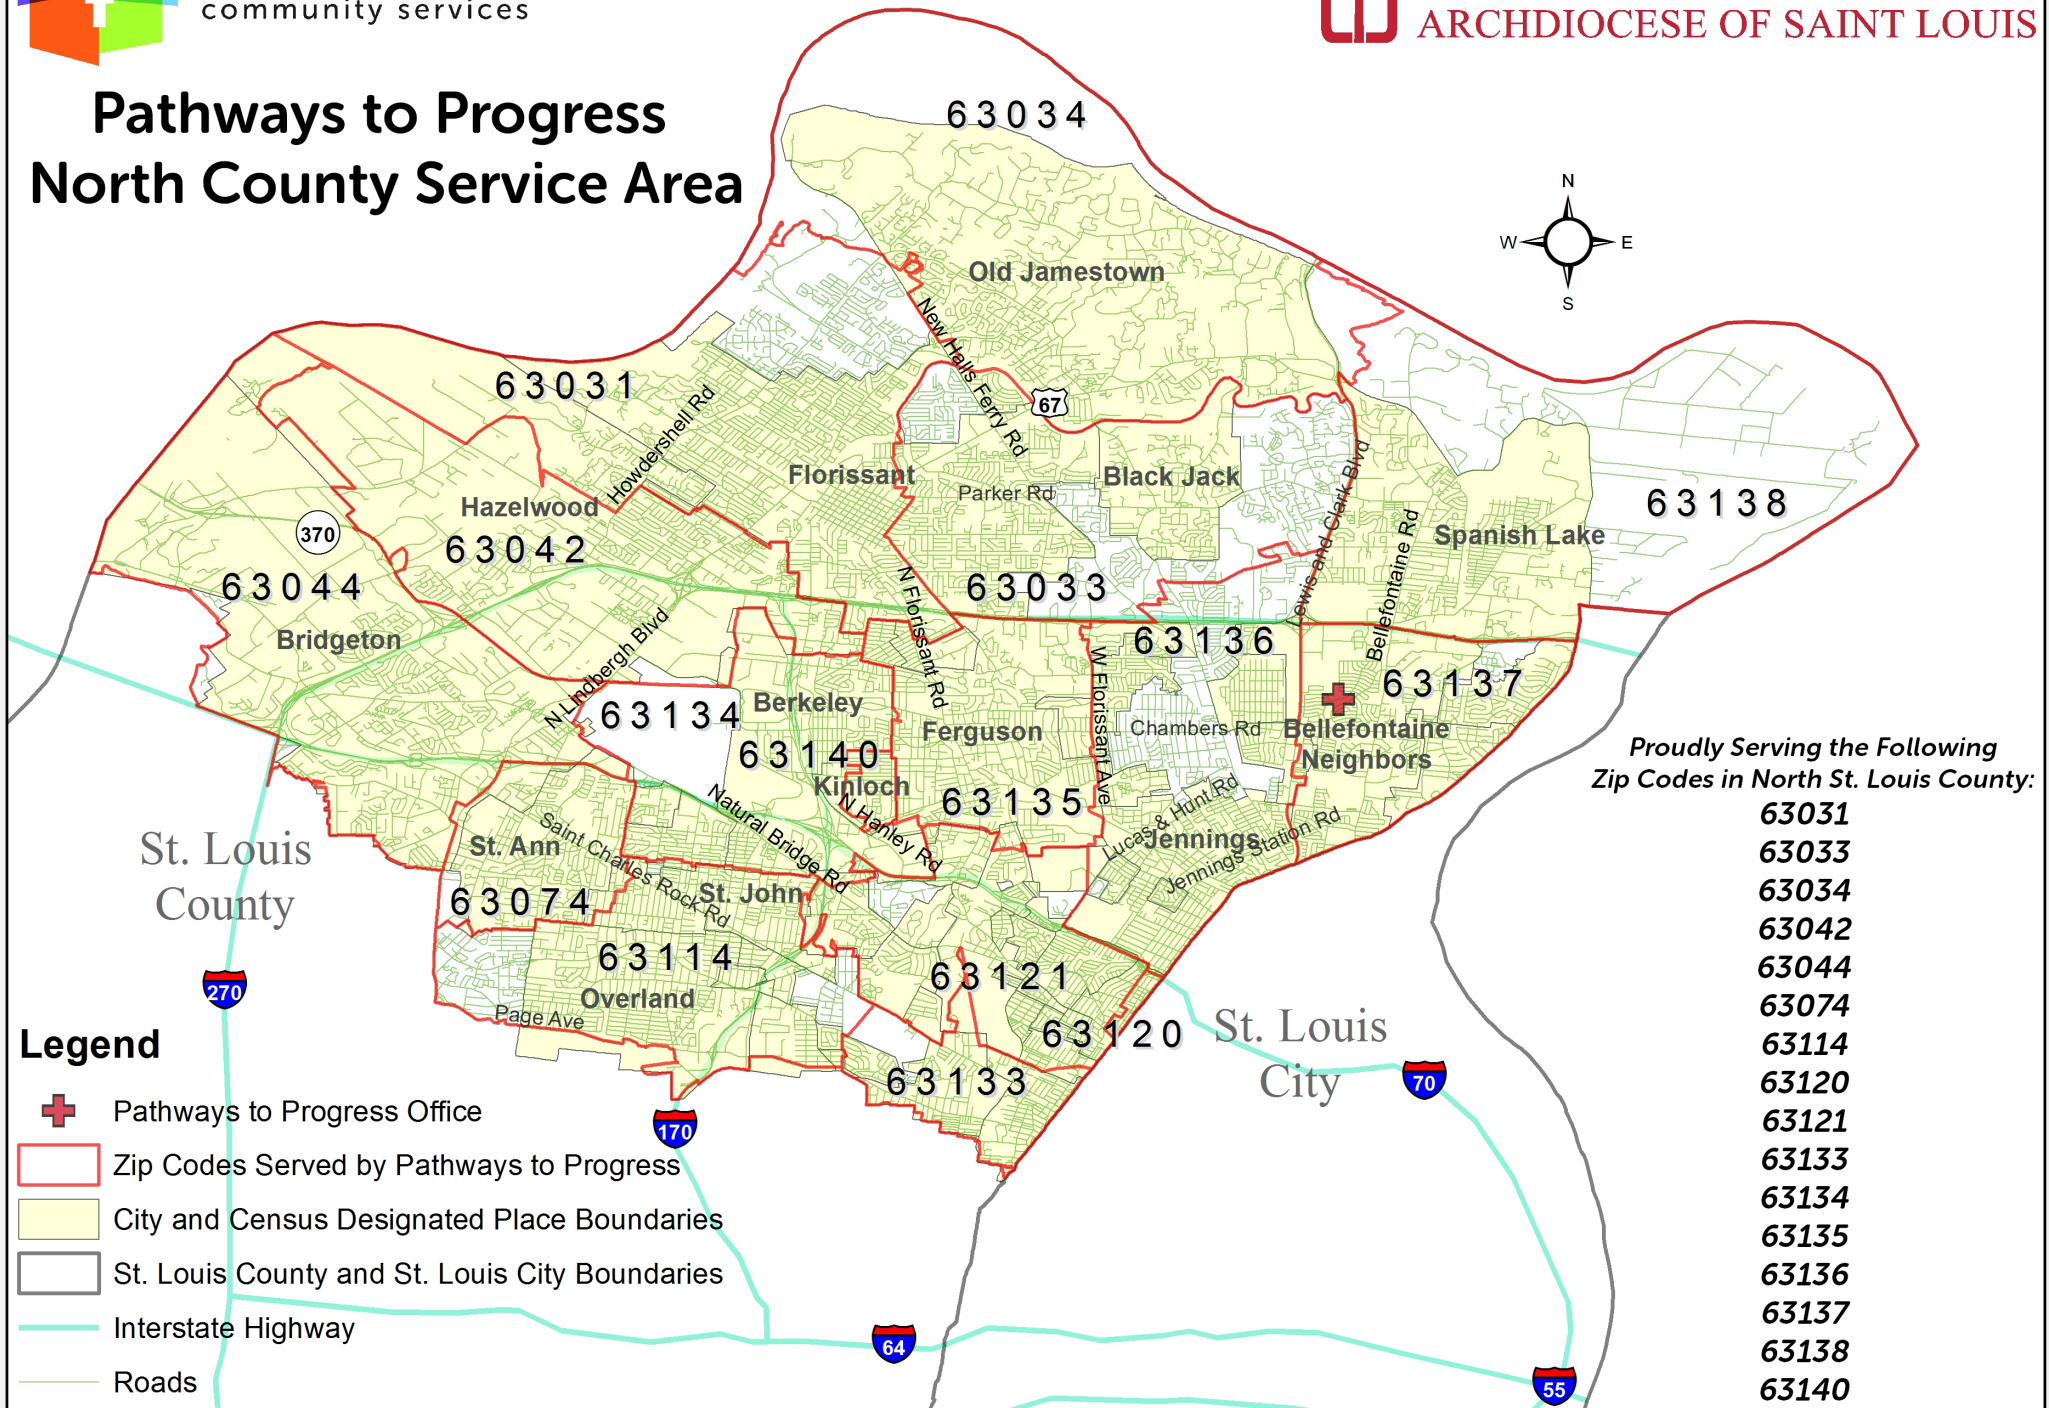 community services
ARCHDIOCESE OF SAINT LOUIS
Pathways to Progress
North County Service Area
63034
N
W
E
S
Old Jamestown
New Halls Ferry Rd
63031
Howdershell Rd
67
Florissant
Black Jack
Parker Rd
Hazelwood
63042
370
63044
Bridgeton
Lewis and Clark Blvd
Bellefontaine Rd
Spanish Lake
63138
63033
N Florissant Rd
63136
63137
N Lindbergh Blvd
63134
Berkeley
63140
Kinloch
Ferguson
63135
W Florissant Ave
Chambers Rd
Bellefontaine
Neighbors
Lucas & Hunt Rd
Jennings
Jennings Station Rd
N Hanley Rd
Natural Bridge Rd
St. Ann
Saint Charles Rock Rd
St. John
63074
63114
Overland
Page Ave
63121
63120
63133
St. Louis
County
St. Louis
City
270
170
70
64
55
Proudly Serving the Following
Zip Codes in North St. Louis County:
63031
63033
63034
63042
63044
63074
63114
63120
63121
63133
63134
63135
63136
63137
63138
63140
Legend
Pathways to Progress Office
Zip Codes Served by Pathways to Progress
City and Census Designated Place Boundaries
St. Louis County and St. Louis City Boundaries
Interstate Highway
Roads